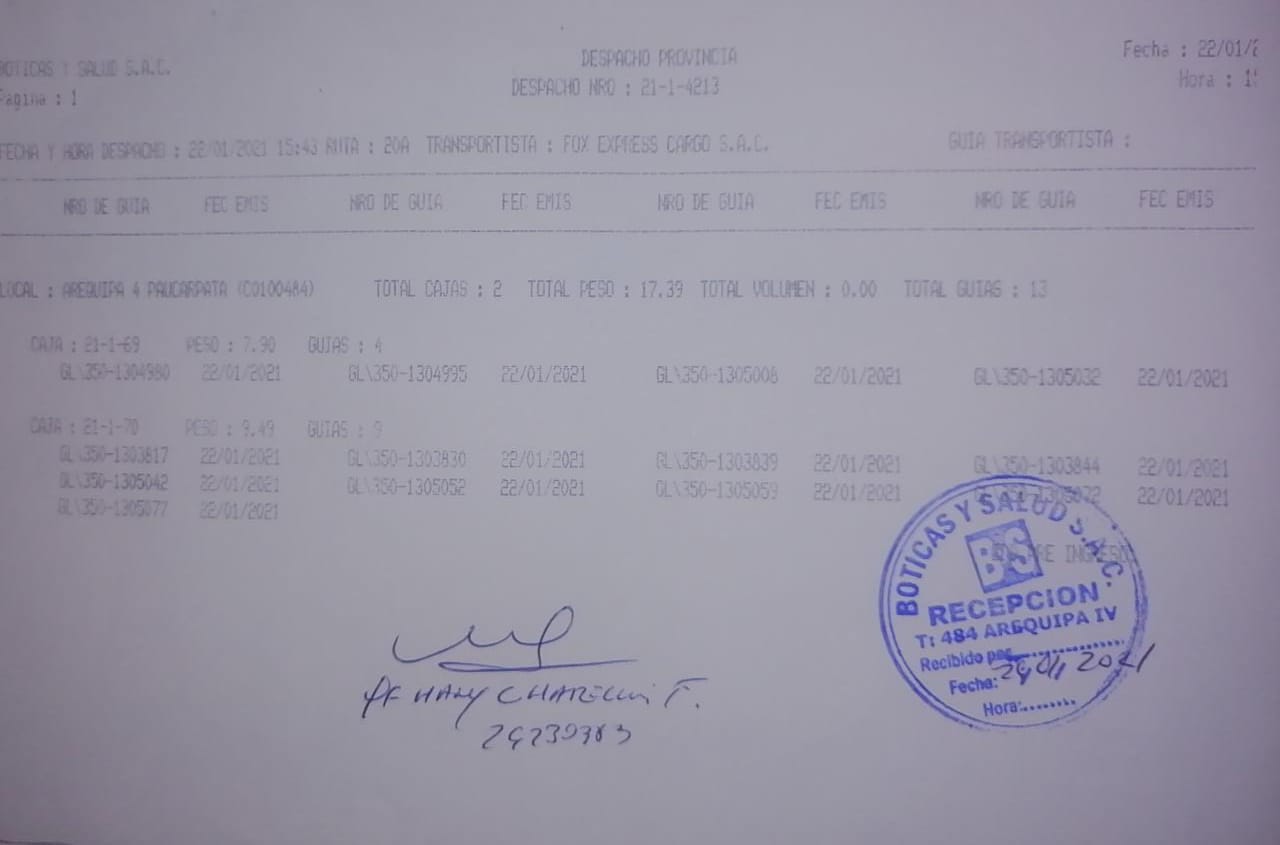 BOTICAS Y SALUD S.A.C.
DESPACHO PROVINCIA
Fecha : 22/01/2
Pagina : 1
DESPACHO NRO : 21-1-4213
Hora : 1
FECHA Y HORA DESPACHO : 22/01/2021 15:43 RUTA : 20A TRANSPORTISTA : FOX EXPRESS CARGO S.A.C. GUIA TRANSPORTISTA :
NRO DE GUIA FEC EMIS NRO DE GUIA FEC EMIS NRO DE GUIA FEC EMIS NRO DE GUIA FEC EMIS
LOCAL : AREQUIPA 4 PAUCARPATA (C0100484) TOTAL CAJAS : 2 TOTAL PESO : 17.39 TOTAL VOLUMEN : 0.00 TOTAL GUIAS : 13
CAJA : 21-1-69 PESO : 7.90 GUIAS : 4
GL\350-1304980 22/01/2021 GL\350-1304995 22/01/2021 GL\350-1305008 22/01/2021 GL\350-1305032 22/01/2021
CAJA : 21-1-70 PESO : 9.49 GUIAS : 9
GL\350-1303817 22/01/2021 GL\350-1303830 22/01/2021 GL\350-1303839 22/01/2021 GL\350-1303844 22/01/2021
GL\350-1305042 22/01/2021 GL\350-1305052 22/01/2021 GL\350-1305059 22/01/2021 GL\350-1305072 22/01/2021
GL\350-1305077 22/01/2021
PRE INGRESO
BOTICAS Y SALUD S.A.C.
BS
RECEPCION
T: 484 AREQUIPA IV
Recibido por
Fecha: 2021
Hora: